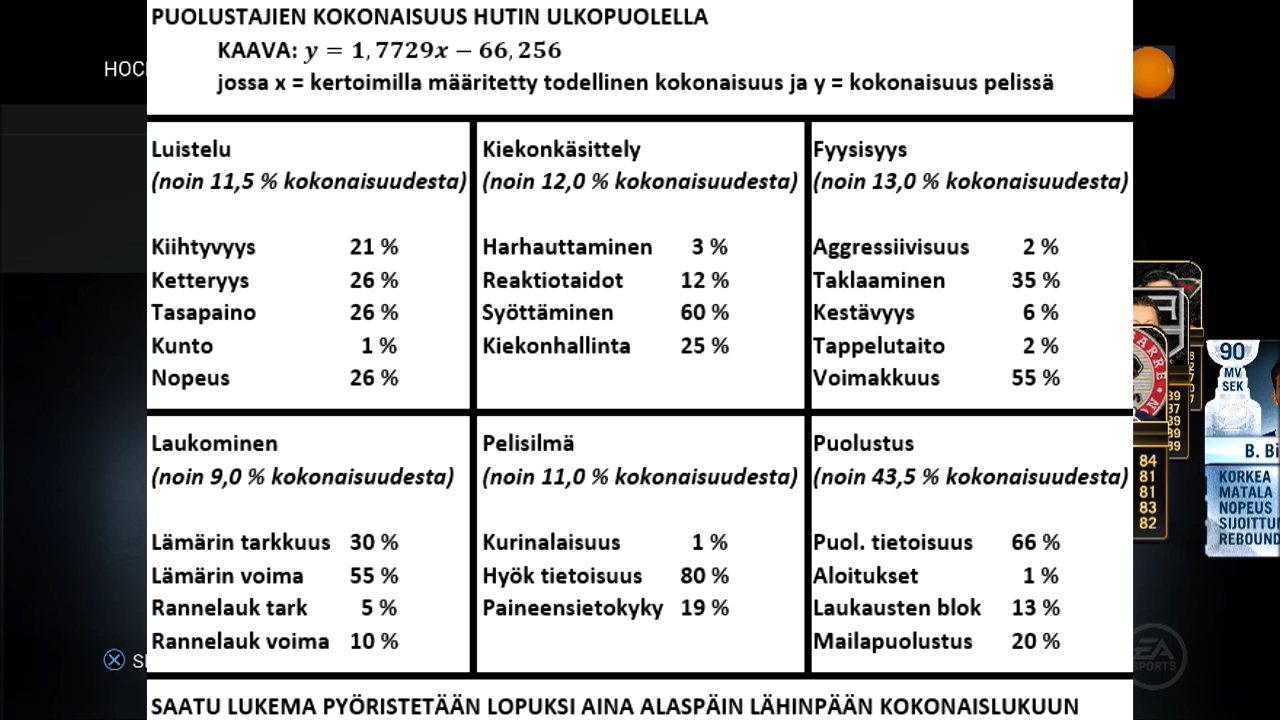 PUOLUSTAJIEN KOKONAISUUS HUTIN ULKOPUOLELLA
KAAVA: y = 1,7729x − 66,256
jossa x = kertoimilla määritetty todellinen kokonaisuus ja y = kokonaisuus pelissä
HOC
Luistelu
(noin 11,5 % kokonaisuudesta)
Kiihtyvyys 21 %
Ketteryys 26 %
Tasapaino 26 %
Kunto 1 %
Nopeus 26 %
Kiekonkäsittely
(noin 12,0 % kokonaisuudesta)
Harhauttaminen 3 %
Reaktiotaidot 12 %
Syöttäminen 60 %
Kiekonhallinta 25 %
Fyysisyys
(noin 13,0 % kokonaisuudesta)
Aggressiivisuus 2 %
Taklaaminen 35 %
Kestävyys 6 %
Tappelutaito 2 %
Voimakkuus 55 %
Laukominen
(noin 9,0 % kokonaisuudesta)
Lämärin tarkkuus 30 %
Lämärin voima 55 %
Rannelauk tark 5 %
Rannelauk voima 10 %
Pelisilmä
(noin 11,0 % kokonaisuudesta)
Kurinalaisuus 1 %
Hyök tietoisuus 80 %
Paineensietokyky 19 %
Puolustus
(noin 43,5 % kokonaisuudesta)
Puol. tietoisuus 66 %
Aloitukset 1 %
Laukausten blok 13 %
Mailapuolustus 20 %
SAATU LUKEMA PYÖRISTETÄÄN LOPUKSI AINA ALASPÄIN LÄHINPÄÄN KOKONAISLUKUUN
84
81
81
83
82
90
MV
SEK
B. Bi
KORKEA
MATALA
NOPEUS
SIJOITTU
REBOUND
EA
SPORTS